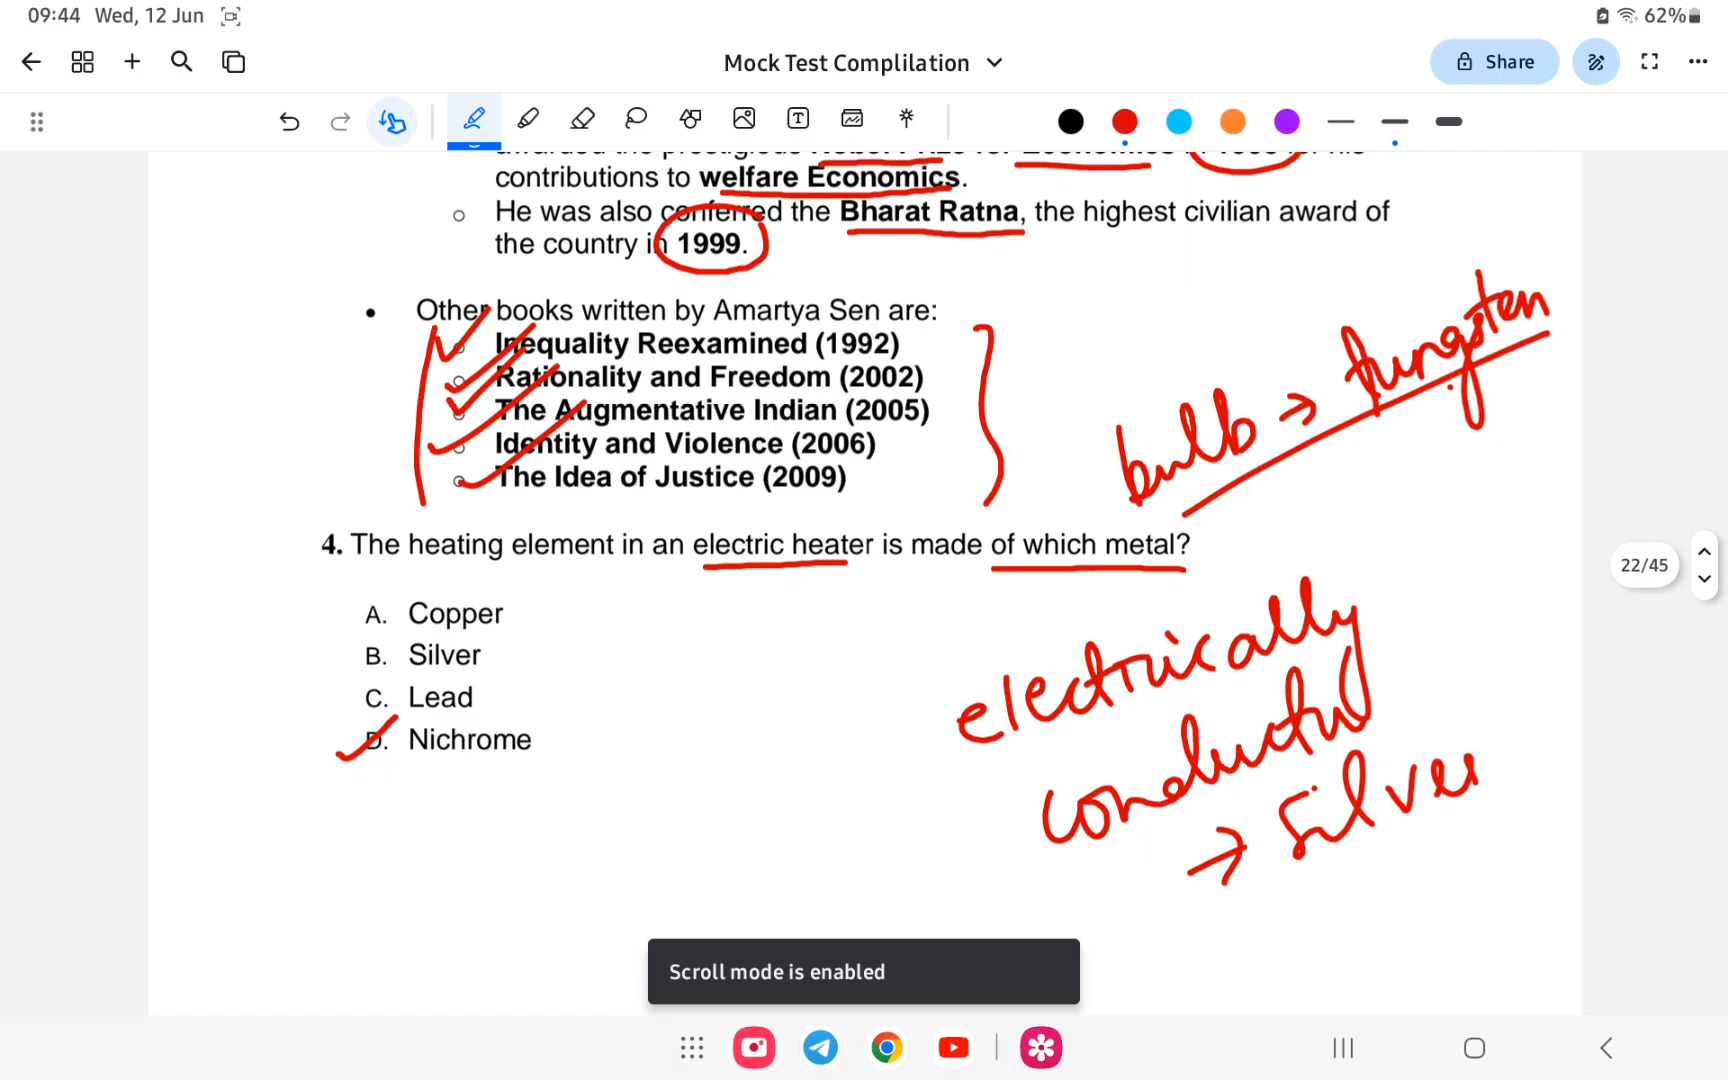 09:44 Wed, 12 Jun
62%
Mock Test Complilation
Share
contributions to welfare Economics.
He was also conferred the Bharat Ratna, the highest civilian award of
the country in 1999.
Other books written by Amartya Sen are:
Inequality Reexamined (1992)
Rationality and Freedom (2002)
The Augmentative Indian (2005)
Identity and Violence (2006)
The Idea of Justice (2009)
bulb → tungsten
4. The heating element in an electric heater is made of which metal?
22/45
A. Copper
B. Silver
C. Lead
D. Nichrome
electrically
→ silver
Scroll mode is enabled